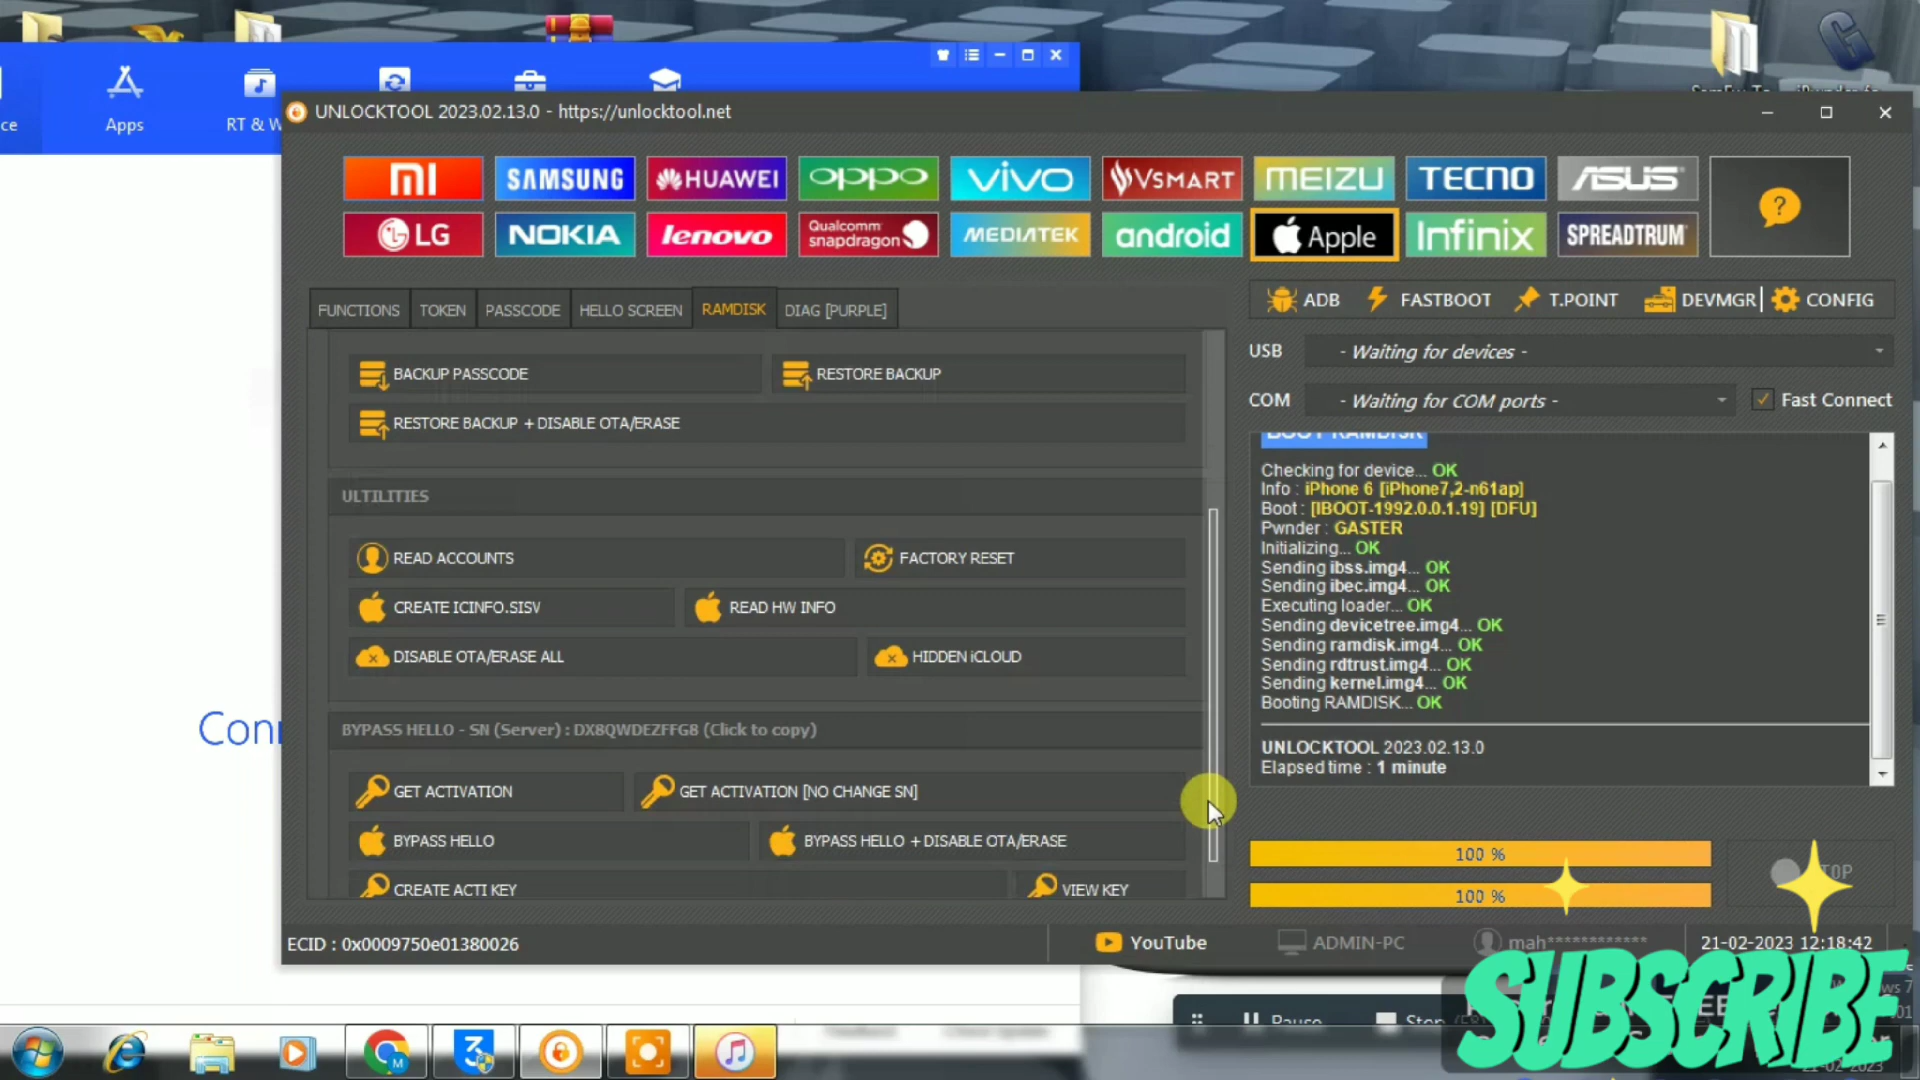 ce
Apps
RT & W
UNLOCKTOOL 2023.02.13.0 - https://unlocktool.net
mi
SAMSUNG
HUAWEI
oppo
vivo
VSMART
MEIZU
TECNO
ASUS
LG
NOKIA
lenovo
Qualcomm
snapdragon
MEDIATEK
android
Apple
Infinix
SPREADTRUM
?
FUNCTIONS
TOKEN
PASSCODE
HELLO SCREEN
RAMDISK
DIAG [PURPLE]
ADB
FASTBOOT
T.POINT
DEVMGR
CONFIG
BACKUP PASSCODE
RESTORE BACKUP
RESTORE BACKUP + DISABLE OTA/ERASE
ULTILITIES
READ ACCOUNTS
FACTORY RESET
CREATE ICINFO.SISV
READ HW INFO
DISABLE OTA/ERASE ALL
HIDDEN iCLOUD
BYPASS HELLO - SN (Server) : DX8QWDEZFFG8 (Click to copy)
GET ACTIVATION
GET ACTIVATION [NO CHANGE SN]
BYPASS HELLO
BYPASS HELLO + DISABLE OTA/ERASE
CREATE ACTI KEY
VIEW KEY
USB
- Waiting for devices -
COM
- Waiting for COM ports -
Fast Connect
BOOT RAMDISK
Checking for device... OK
Info : iPhone 6 [iPhone7,2-n61ap]
Boot : [IBOOT-1992.0.0.1.19] [DFU]
Pwnder : GASTER
Initializing... OK
Sending ibss.img4... OK
Sending ibec.img4... OK
Executing loader... OK
Sending devicetree.img4... OK
Sending ramdisk.img4... OK
Sending rdtrust.img4... OK
Sending kernel.img4... OK
Booting RAMDISK... OK
UNLOCKTOOL 2023.02.13.0
Elapsed time : 1 minute
100 %
100 %
ECID : 0x0009750e01380026
YouTube
ADMIN-PC
mah***********
21-02-2023 12:18:42
Conn
Pause
Stop
SUBSCRIBE